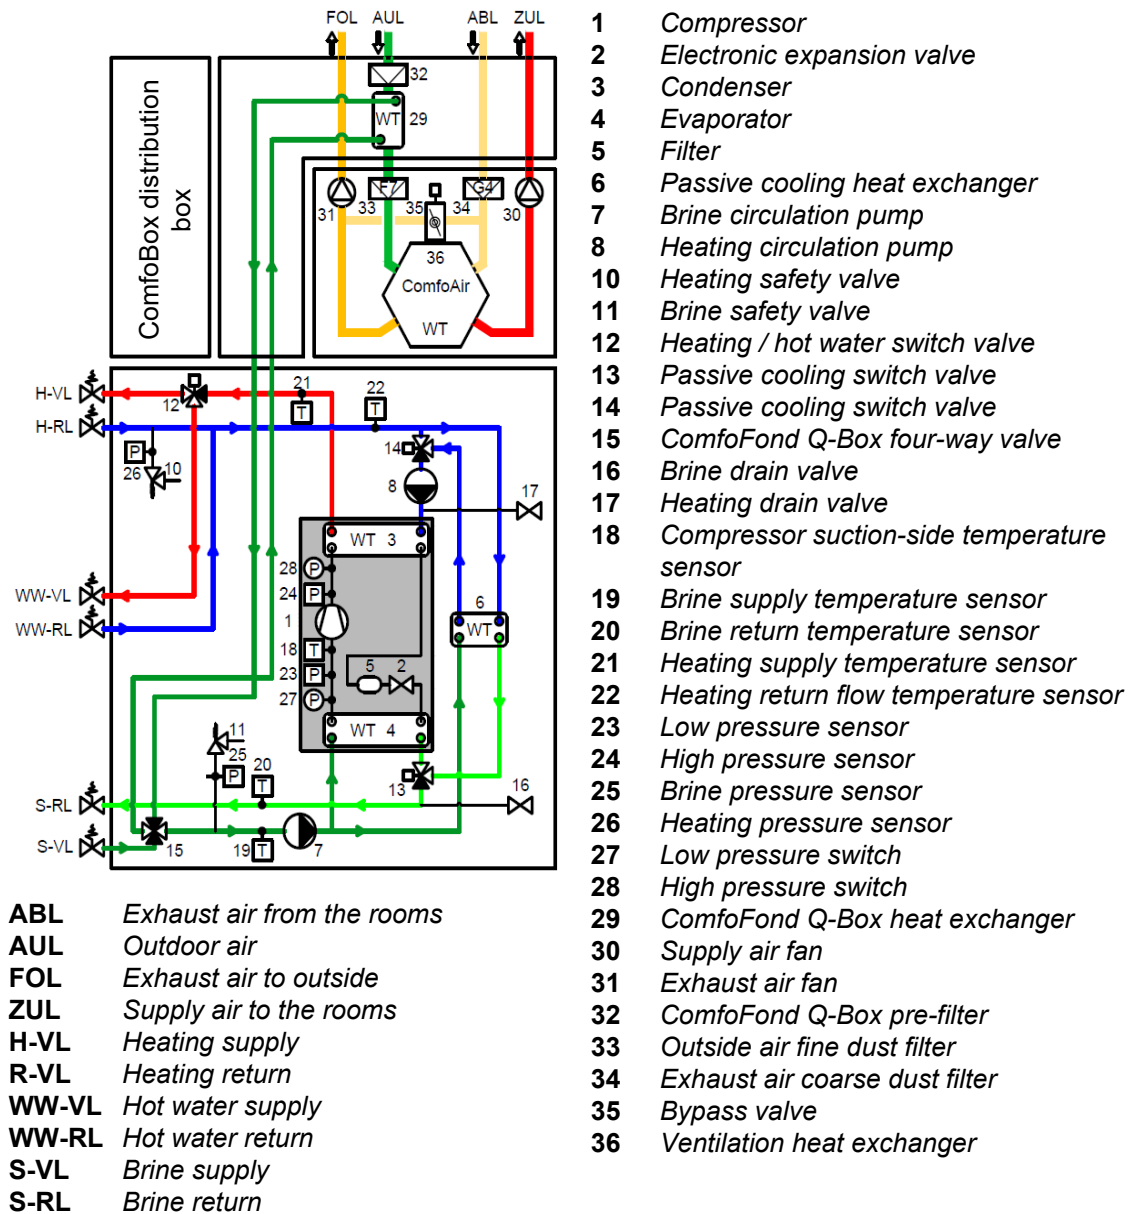 FOL AUL ABL ZUL
32
WT 29
ComfoBox distribution
box
F7 G4
31 33 35 34 30
36
ComfoAir
WT
H-VL
12
21
T
22
T
H-RL
P
26
10
14
8
17
WT 3
28 P
24 P
1
WW-VL
WW-RL
6
WT
18 T
23 P
5 2
27 P
WT 4
11
25
P
20
T
13
16
S-RL
S-VL
15
19 T
7
1 Compressor
2 Electronic expansion valve
3 Condenser
4 Evaporator
5 Filter
6 Passive cooling heat exchanger
7 Brine circulation pump
8 Heating circulation pump
10 Heating safety valve
11 Brine safety valve
12 Heating / hot water switch valve
13 Passive cooling switch valve
14 Passive cooling switch valve
15 ComfoFond Q-Box four-way valve
16 Brine drain valve
17 Heating drain valve
18 Compressor suction-side temperature
sensor
19 Brine supply temperature sensor
20 Brine return temperature sensor
21 Heating supply temperature sensor
22 Heating return flow temperature sensor
23 Low pressure sensor
24 High pressure sensor
25 Brine pressure sensor
26 Heating pressure sensor
27 Low pressure switch
28 High pressure switch
29 ComfoFond Q-Box heat exchanger
30 Supply air fan
31 Exhaust air fan
32 ComfoFond Q-Box pre-filter
33 Outside air fine dust filter
34 Exhaust air coarse dust filter
35 Bypass valve
36 Ventilation heat exchanger
ABL Exhaust air from the rooms
AUL Outdoor air
FOL Exhaust air to outside
ZUL Supply air to the rooms
H-VL Heating supply
R-VL Heating return
WW-VL Hot water supply
WW-RL Hot water return
S-VL Brine supply
S-RL Brine return